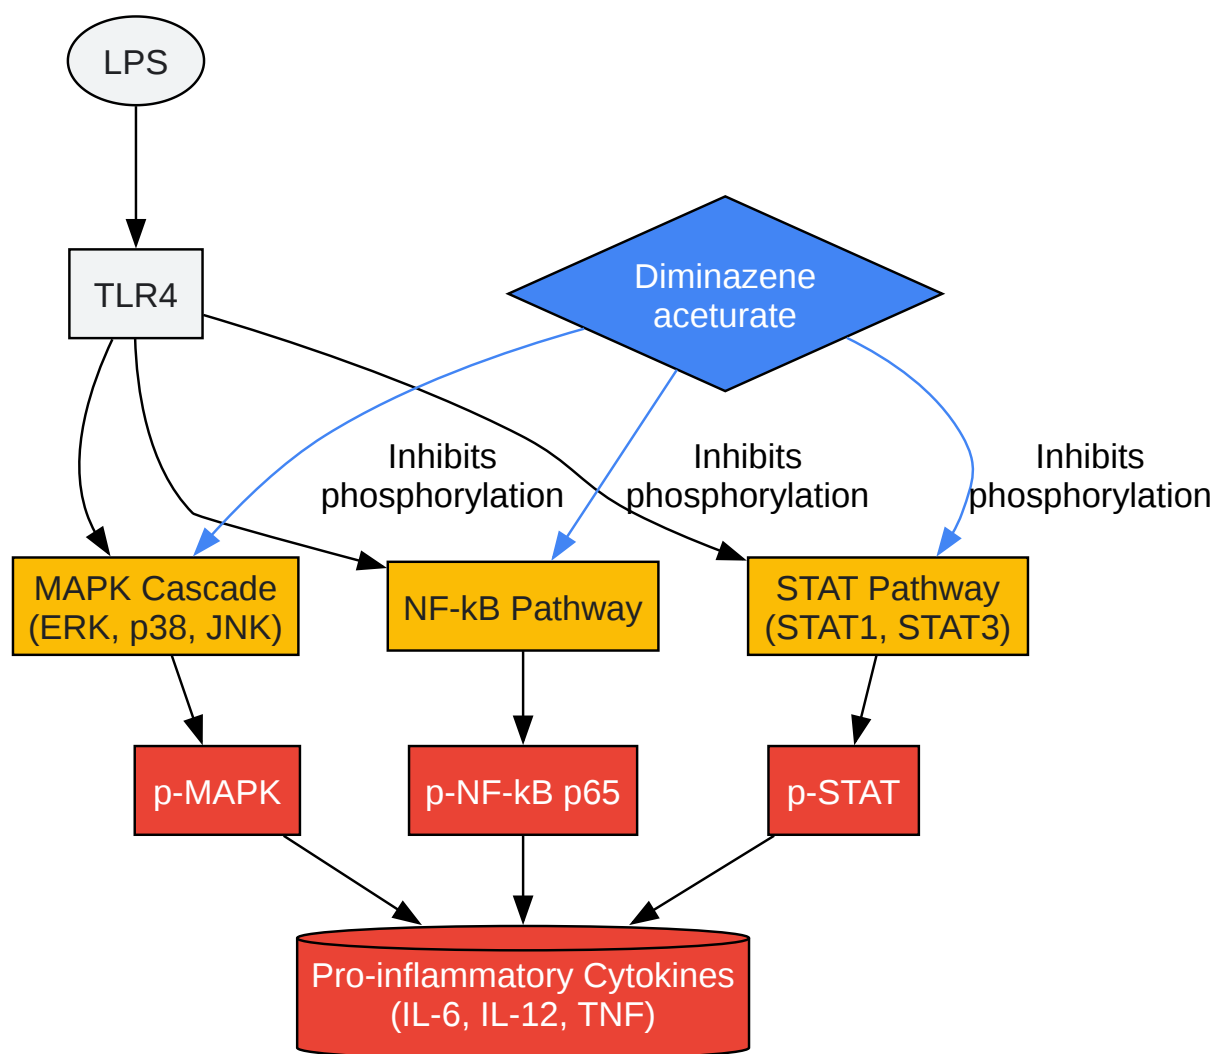 LPS
TLR4
Diminazene
aceturate
Inhibits
phosphorylation
Inhibits
phosphorylation
Inhibits
phosphorylation
MAPK Cascade
(ERK, p38, JNK)
NF-kB Pathway
STAT Pathway
(STAT1, STAT3)
p-MAPK
p-NF-kB p65
p-STAT
Pro-inflammatory Cytokines
(IL-6, IL-12, TNF)